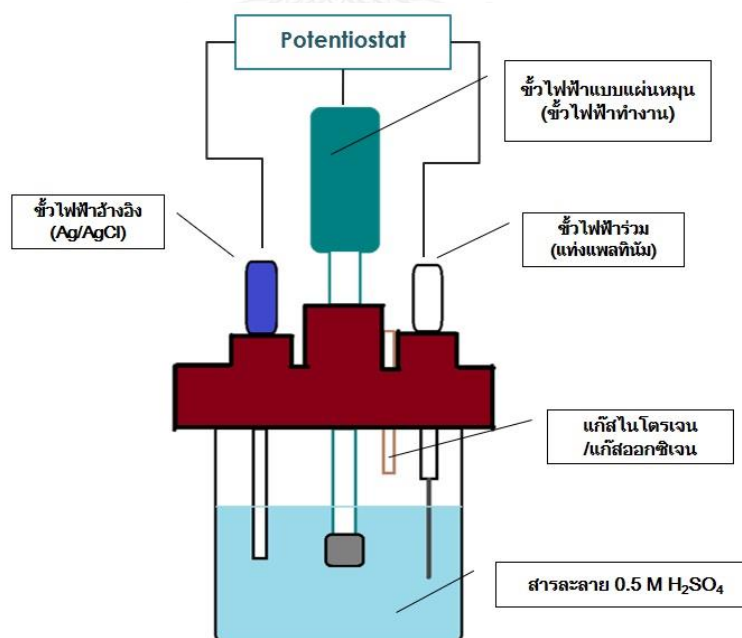 Potentiostat
ขั้วไฟฟ้าแบบแผ่นหมุน
(ขั้วไฟฟ้าทำงาน)
ขั้วไฟฟ้าอ้างอิง
(Ag/AgCl)
ขั้วไฟฟ้าร่วม
(แท่งแพลทินัม)
แก๊สไนโตรเจน
/แก๊สออกซิเจน
สารละลาย 0.5 M H₂SO₄